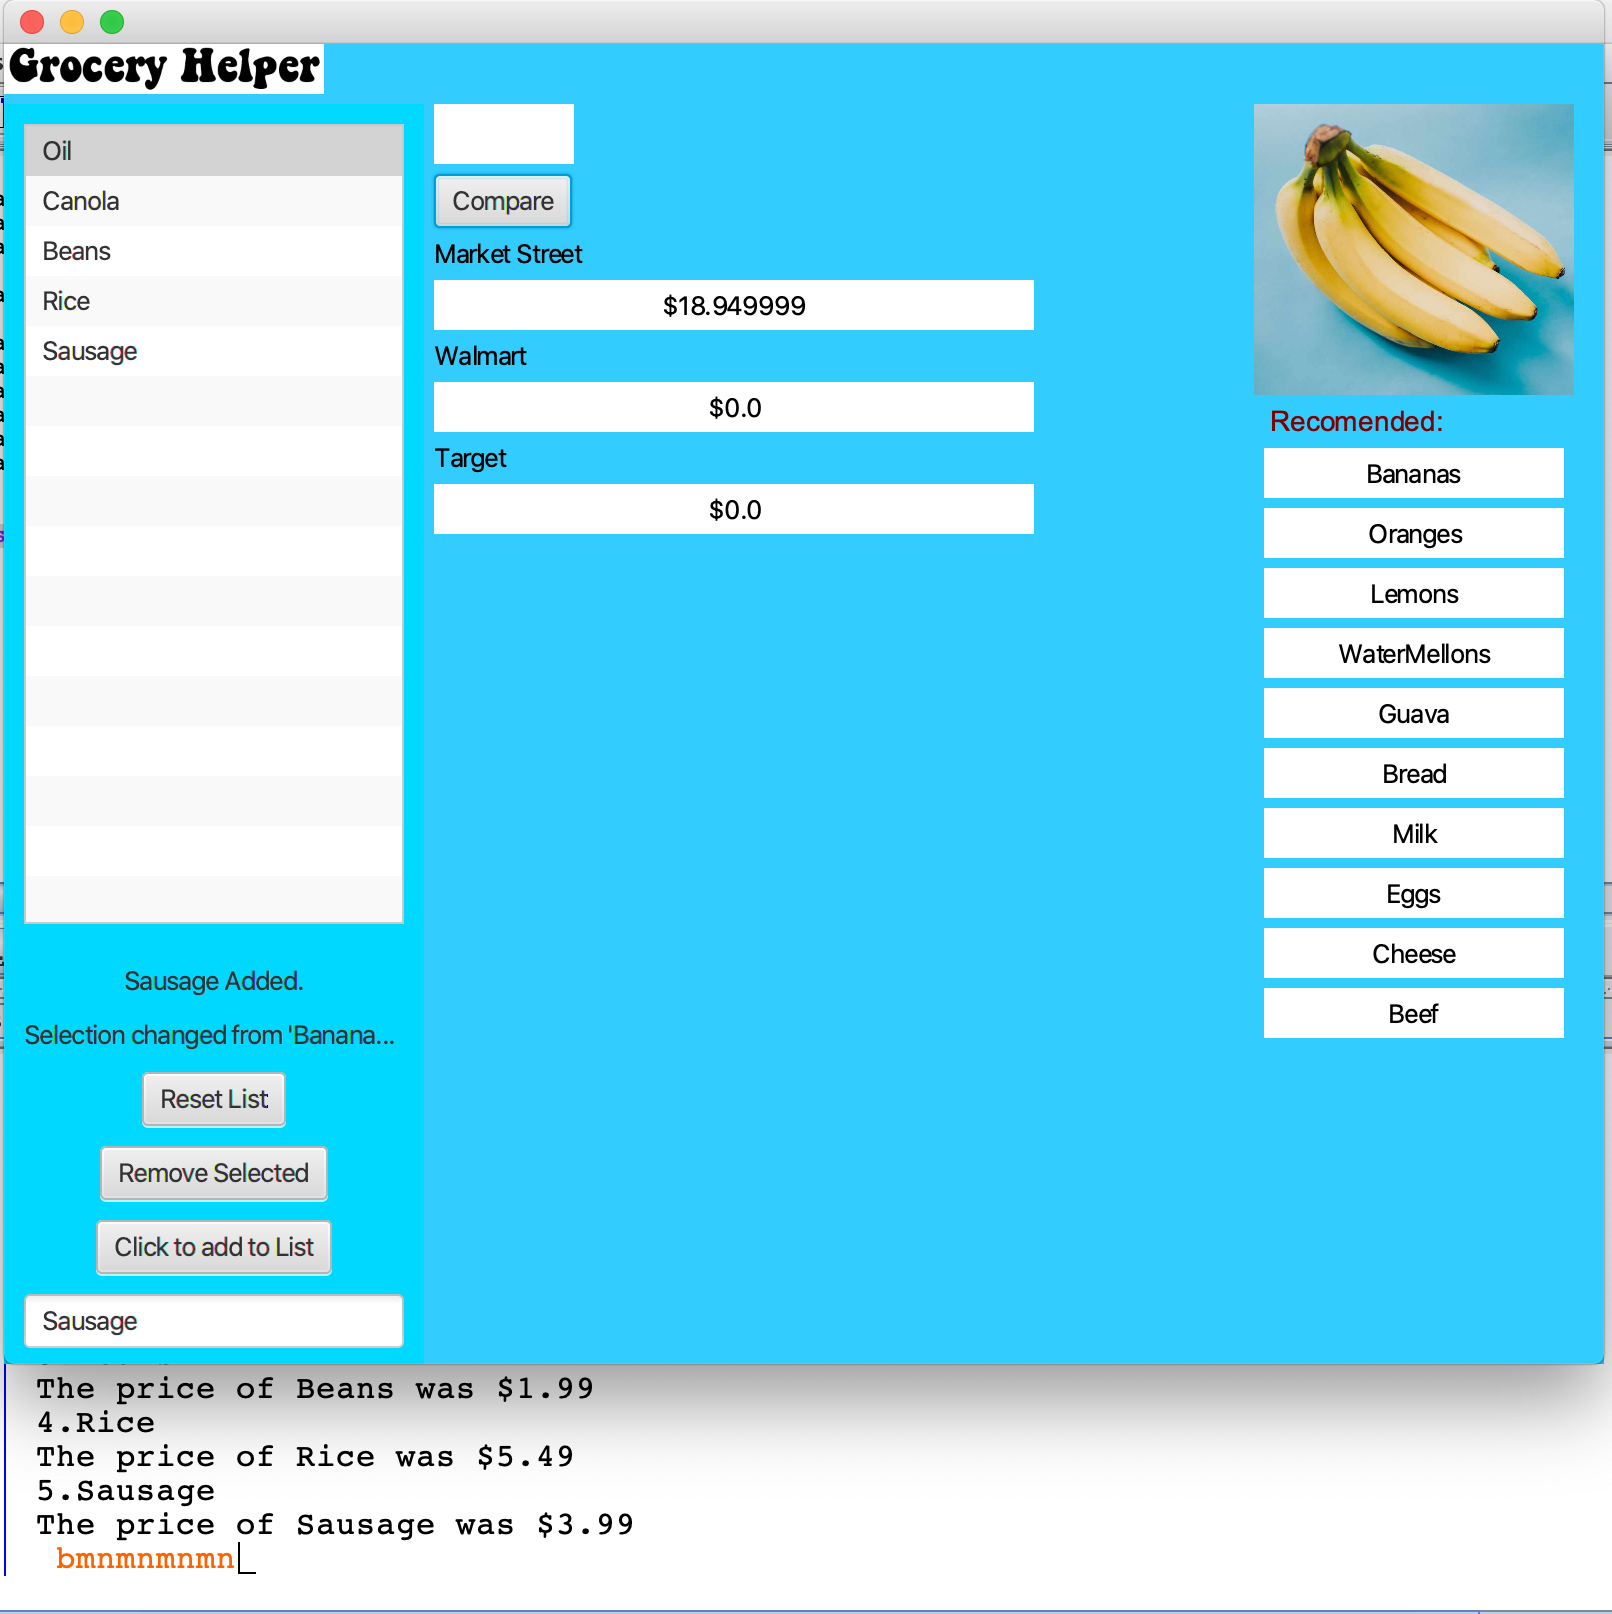 Grocery Helper
Oil
Canola
Beans
Rice
Sausage
Sausage Added.
Selection changed from 'Banana...
Reset List
Remove Selected
Click to add to List
Sausage
Compare
Market Street
$18.949999
Walmart
$0.0
Target
$0.0
Recomended:
Bananas
Oranges
Lemons
WaterMellons
Guava
Bread
Milk
Eggs
Cheese
Beef
The price of Beans was $1.99
4.Rice
The price of Rice was $5.49
5.Sausage
The price of Sausage was $3.99
bmnmnmnmn